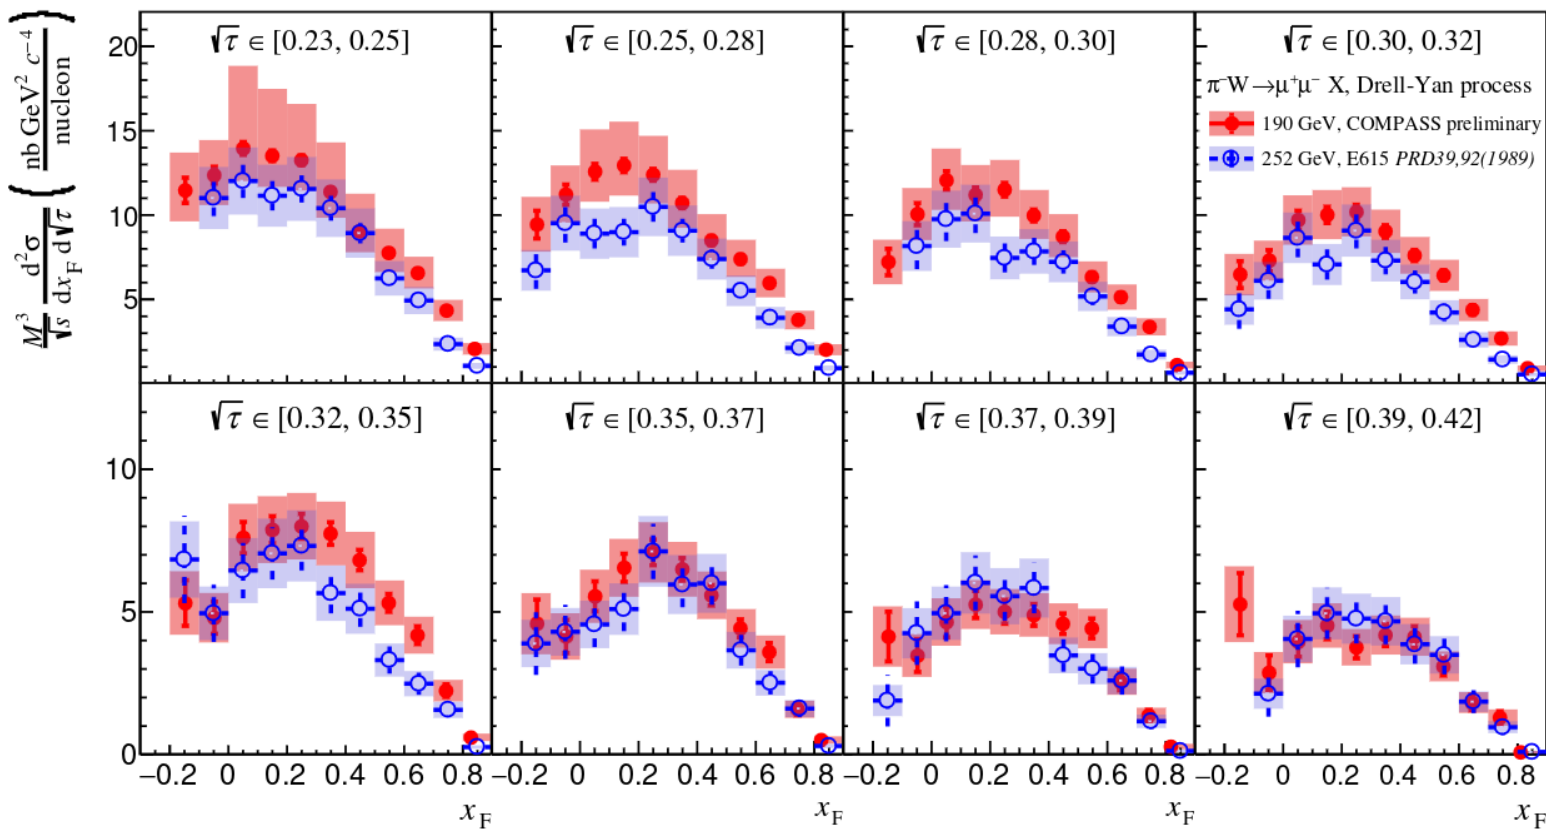 M³/√s d²σ/dx_F d√τ (nb GeV² c⁻⁴/nucleon)
√τ ∈ [0.23, 0.25]
√τ ∈ [0.25, 0.28]
√τ ∈ [0.28, 0.30]
√τ ∈ [0.30, 0.32]
π⁻W→μ⁺μ⁻ X, Drell-Yan process
190 GeV, COMPASS preliminary
252 GeV, E615 PRD39,92(1989)
20
15
10
5
√τ ∈ [0.32, 0.35]
√τ ∈ [0.35, 0.37]
√τ ∈ [0.37, 0.39]
√τ ∈ [0.39, 0.42]
10
5
0
−0.2 0 0.2 0.4 0.6 0.8
−0.2 0 0.2 0.4 0.6 0.8
−0.2 0 0.2 0.4 0.6 0.8
−0.2 0 0.2 0.4 0.6 0.8
x_F
x_F
x_F
x_F